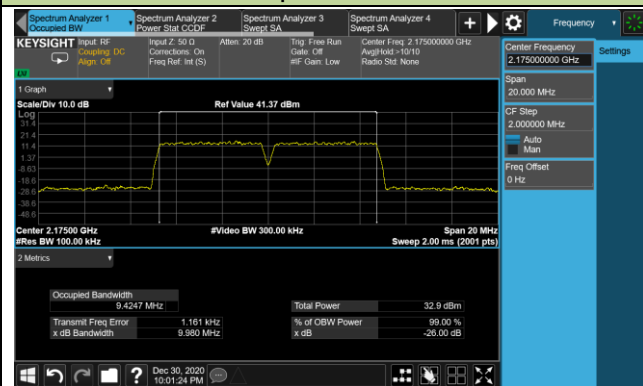 Spectrum Analyzer 1
Occupied BW
Spectrum Analyzer 2
Power Stat CCDF
Spectrum Analyzer 3
Swept SA
Spectrum Analyzer 4
Swept SA
Frequency
KEYSIGHT
Input: RF
Coupling: DC
Align: Off
Input Z: 50 Ω
Corrections: On
Freq Ref: Int (S)
Atten: 20 dB
Trig: Free Run
Gate: Off
#IF Gain: Low
Center Freq: 2.175000000 GHz
Avg|Hold:>10/10
Radio Std: None
LXI
Center Frequency
2.175000000 GHz
Settings
Span
20.000 MHz
CF Step
2.000000 MHz
Auto
Man
Freq Offset
0 Hz
1 Graph
Scale/Div 10.0 dB
Ref Value 41.37 dBm
Log
31.4
21.4
11.4
1.37
-8.63
-18.6
-28.6
-38.6
-48.6
Center 2.17500 GHz
#Video BW 300.00 kHz
Span 20 MHz
#Res BW 100.00 kHz
Sweep 2.00 ms (2001 pts)
2 Metrics
Occupied Bandwidth
9.4247 MHz
Total Power 32.9 dBm
Transmit Freq Error 1.161 kHz
% of OBW Power 99.00 %
x dB Bandwidth 9.980 MHz
x dB -26.00 dB
?
Dec 30, 2020
10:01:24 PM